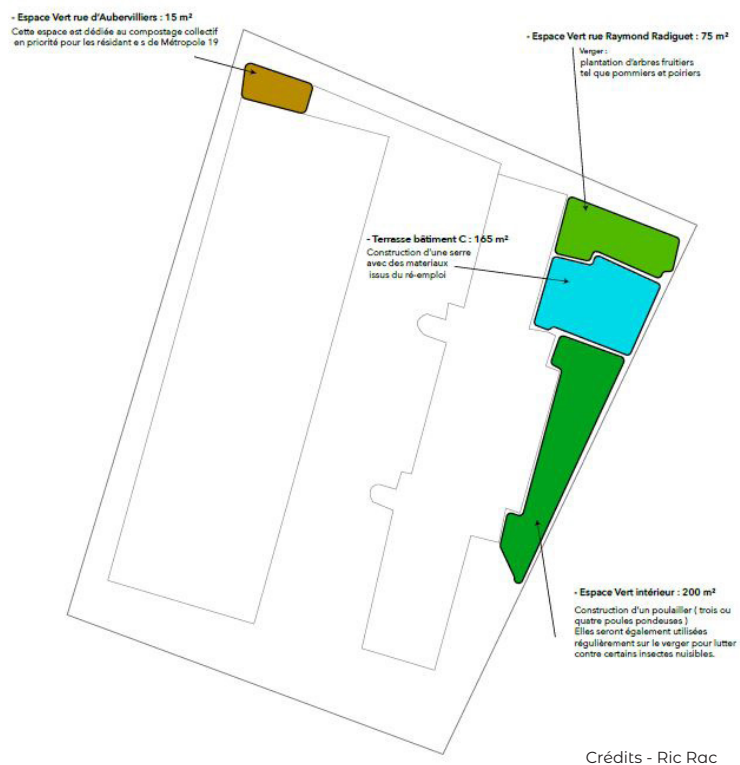 - Espace Vert rue d'Aubervilliers : 15 m²
Cette espace est dédiée au compostage collectif
en priorité pour les résidant e s de Métropole 19
- Espace Vert rue Raymond Radiguet : 75 m²
Verger :
plantation d'arbres fruitiers
tel que pommiers et poiriers
- Terrasse bâtiment C : 165 m²
Construction d'une serre
avec des materiaux
issus du ré-emploi
- Espace Vert intérieur : 200 m²
Construction d'un poulailler ( trois ou
quatre poules pondeuses )
Elles seront également utilisées
régulièrement sur le verger pour lutter
contre certains insectes nuisibles.
Crédits - Ric Rac